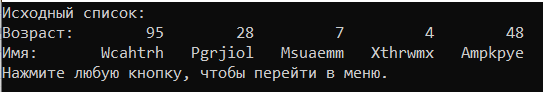 Исходный список:
Возраст: 95 28 7 4 48
Имя: Wcahtrh Pgrjiol Msuaemm Xthrwmx Ampkpye
Нажмите любую кнопку, чтобы перейти в меню.